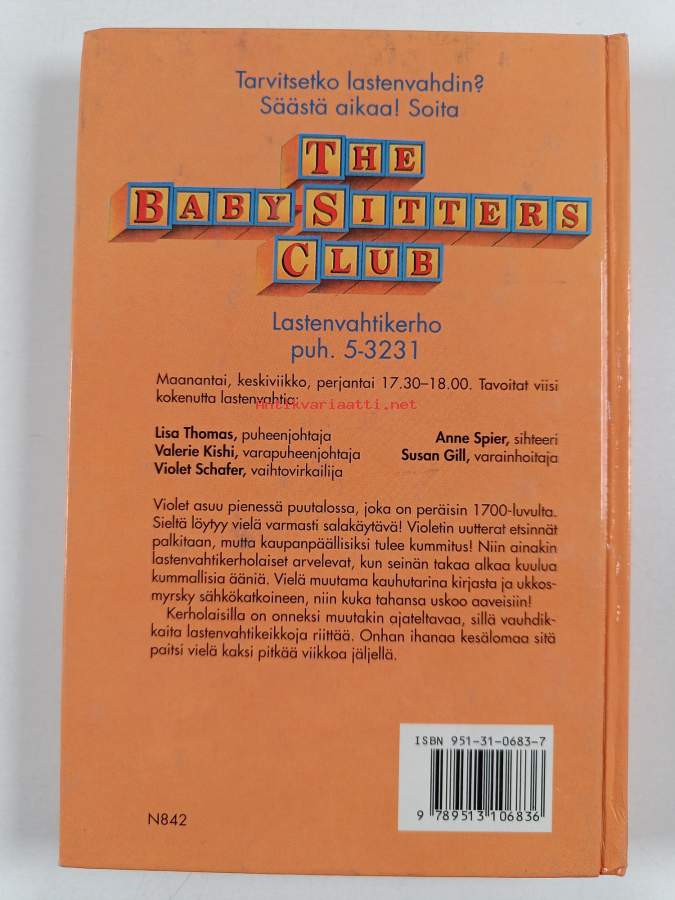 Tarvitsetko lastenvahdin?
Säästä aikaa! Soita
THE
BABY-SITTERS
CLUB
Lastenvahtikerho
puh. 5-3231
Maanantai, keskiviikko, perjantai 17.30–18.00. Tavoitat viisi
kokenutta lastenvahtia:
antikvariaatti.net
Lisa Thomas, puheenjohtaja Anne Spier, sihteeri
Valerie Kishi, varapuheenjohtaja Susan Gill, varainhoitaja
Violet Schafer, vaihtovirkailija
Violet asuu pienessä puutalossa, joka on peräisin 1700-luvulta.
Sieltä löytyy vielä varmasti salakäytävä! Violetin uutterat etsinnät
palkitaan, mutta kaupanpäällisiksi tulee kummitus! Niin ainakin
lastenvahtikerholaiset arvelevat, kun seinän takaa alkaa kuulua
kummallisia ääniä. Vielä muutama kauhutarina kirjasta ja ukkos-
myrsky sähkökatkoineen, niin kuka tahansa uskoo aaveisiin!
Kerholaisilla on onneksi muutakin ajateltavaa, sillä vauhdik-
kaita lastenvahtikeikkoja riittää. Onhan ihanaa kesälomaa sitä
paitsi vielä kaksi pitkää viikkoa jäljellä.
ISBN 951-31-0683-7
9 789513 106836
N842